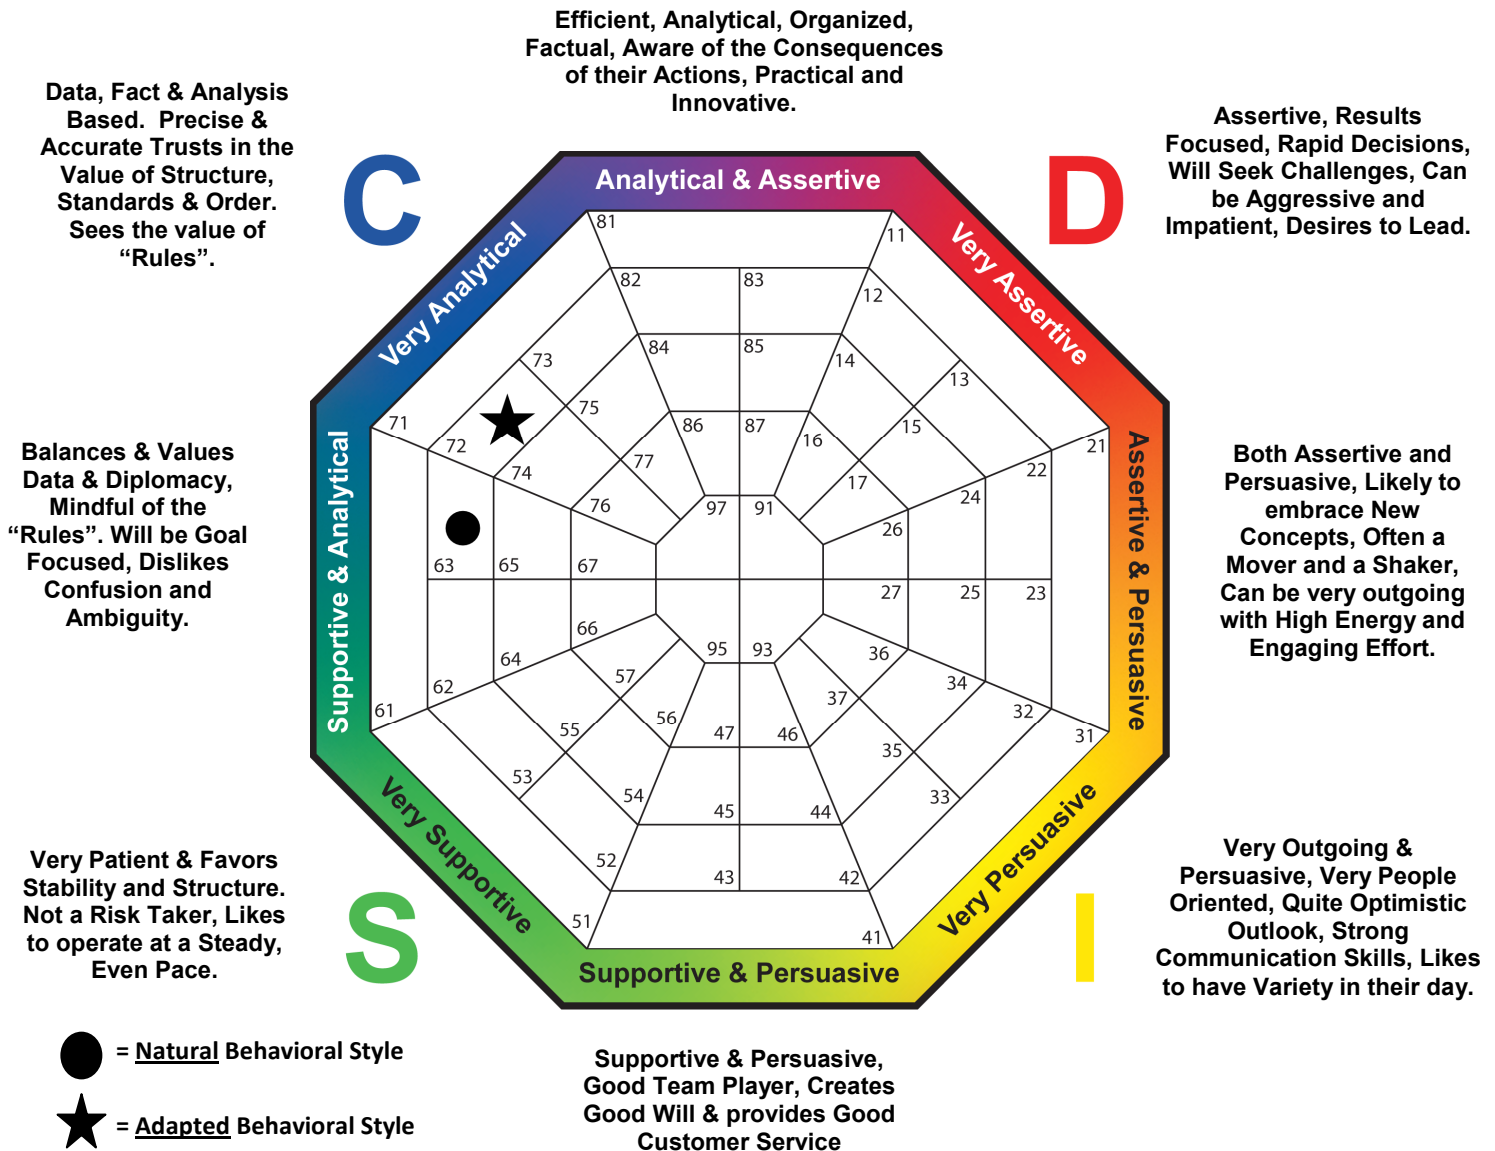 Efficient, Analytical, Organized,
Factual, Aware of the Consequences
of their Actions, Practical and
Innovative.
Data, Fact & Analysis
Based. Precise &
Accurate Trusts in the
Value of Structure,
Standards & Order.
Sees the value of
“Rules”.
C
D
Assertive, Results
Focused, Rapid Decisions,
Will Seek Challenges, Can
be Aggressive and
Impatient, Desires to Lead.
Analytical & Assertive
Very Analytical
Very Assertive
81
11
82
83
12
84
85
14
73
13
75
15
71
72
86
87
16
21
74
77
17
22
24
76
97
91
26
63
65
67
27
25
23
66
64
57
95
93
36
62
37
34
61
56
32
55
47
46
31
53
35
54
45
44
33
52
43
42
51
41
Balances & Values
Data & Diplomacy,
Mindful of the
“Rules”. Will be Goal
Focused, Dislikes
Confusion and
Ambiguity.
Supportive & Analytical
Assertive & Persuasive
Both Assertive and
Persuasive, Likely to
embrace New
Concepts, Often a
Mover and a Shaker,
Can be very outgoing
with High Energy and
Engaging Effort.
Very Supportive
Very Persuasive
Supportive & Persuasive
Very Patient & Favors
Stability and Structure.
Not a Risk Taker, Likes
to operate at a Steady,
Even Pace.
S
I
Very Outgoing &
Persuasive, Very People
Oriented, Quite Optimistic
Outlook, Strong
Communication Skills, Likes
to have Variety in their day.
= Natural Behavioral Style
= Adapted Behavioral Style
Supportive & Persuasive,
Good Team Player, Creates
Good Will & provides Good
Customer Service